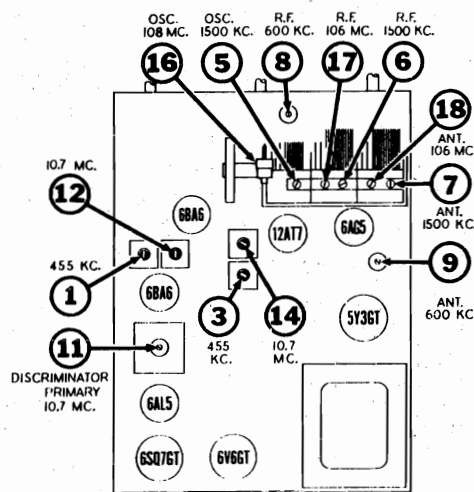 OSC.
108 MC.
OSC.
1500 KC.
R.F.
600 KC.
R.F.
106 MC.
R.F.
1500 KC.
16
5
8
17
6
18
ANT.
106 MC
10.7 MC.
12
6BA6
12AT7
6AG5
7
ANT.
1500 KC
455 KC.
1
6BA6
3
455
KC.
14
10.7
MC.
9
ANT.
600 KC
5Y3GT
11
DISCRIMINATOR
PRIMARY
10.7 MC.
6AL5
6SQ7GT
6V6GT